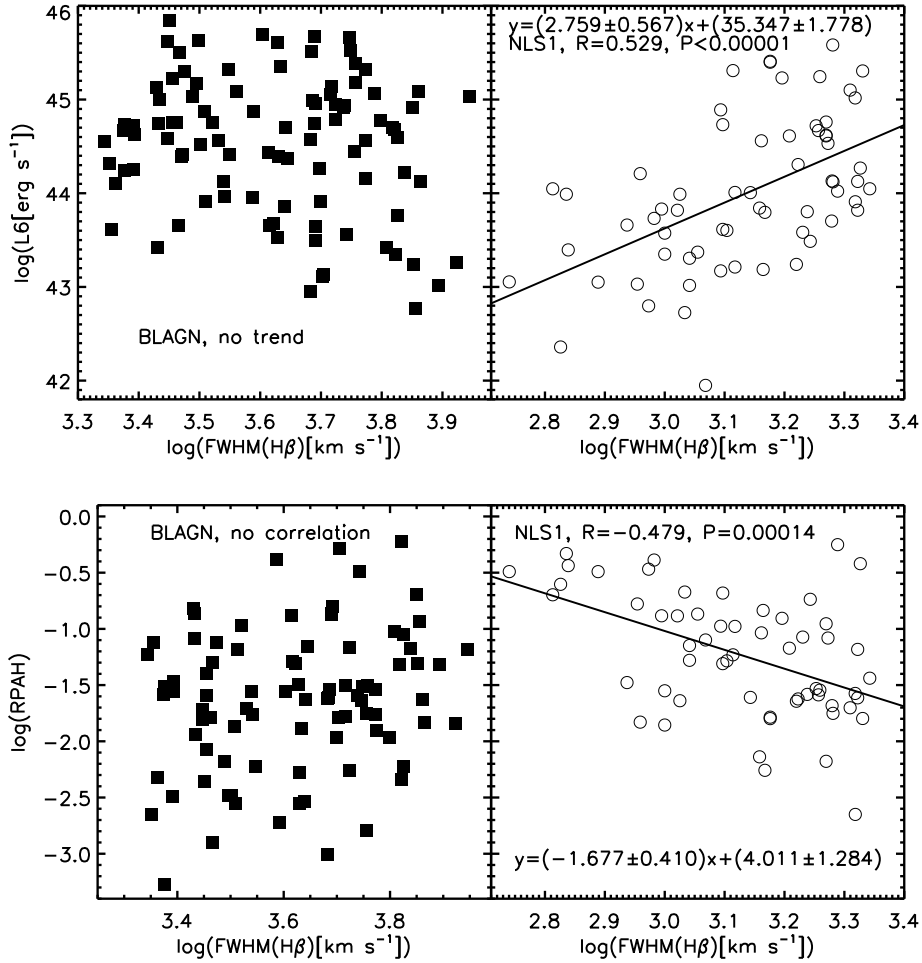 y=(2.759±0.567)x+(35.347±1.778)
NLS1, R=0.529, P<0.00001
46
45
44
43
42
log(L6[erg s⁻¹])
BLAGN, no trend
3.3 3.4 3.5 3.6 3.7 3.8 3.9
2.8 2.9 3.0 3.1 3.2 3.3 3.4
log(FWHM(Hβ)[km s⁻¹])
log(FWHM(Hβ)[km s⁻¹])
BLAGN, no correlation
NLS1, R=−0.479, P=0.00014
0.0
−0.5
−1.0
−1.5
−2.0
−2.5
−3.0
log(RPAH)
y=(−1.677±0.410)x+(4.011±1.284)
3.4 3.6 3.8
2.8 2.9 3.0 3.1 3.2 3.3 3.4
log(FWHM(Hβ)[km s⁻¹])
log(FWHM(Hβ)[km s⁻¹])